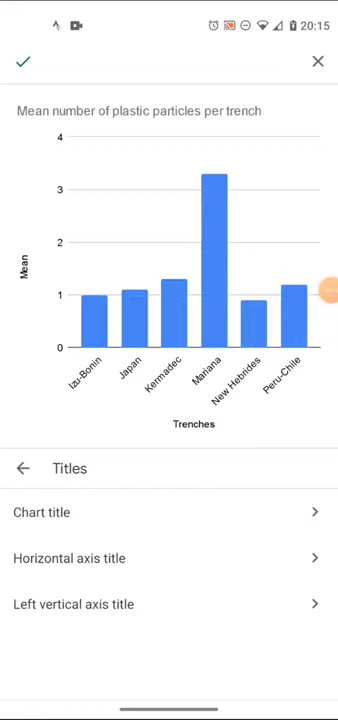 20:15
Mean number of plastic particles per trench
4
3
2
1
0
Mean
Izu-Bonin
Japan
Kermadec
Mariana
New Hebrides
Peru-Chile
Trenches
Titles
Chart title
Horizontal axis title
Left vertical axis title